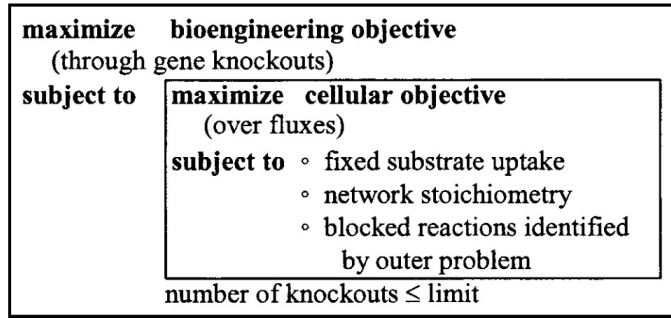 maximize bioengineering objective
(through gene knockouts)
subject to maximize cellular objective
(over fluxes)
subject to ∘ fixed substrate uptake
∘ network stoichiometry
∘ blocked reactions identified
by outer problem
number of knockouts ≤ limit